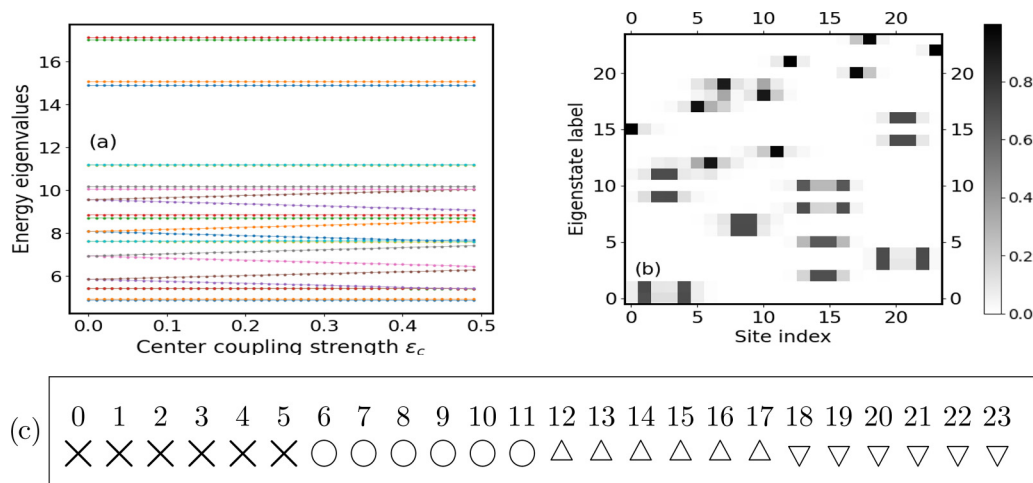 0 10 20
16
14
12
10
8
6
(a)
Energy eigenvalues
0.0 0.1 0.2 0.3 0.4 0.5
Center coupling strength ε_c
20
15
10
5
0
Eigenstate label
(b)
20
15
10
5
0
0 5 10 15 20
Site index
0.8
0.6
0.4
0.2
0.0
(c)
0 1 2 3 4 5 6 7 8 9 10 11 12 13 14 15 16 17 18 19 20 21 22 23